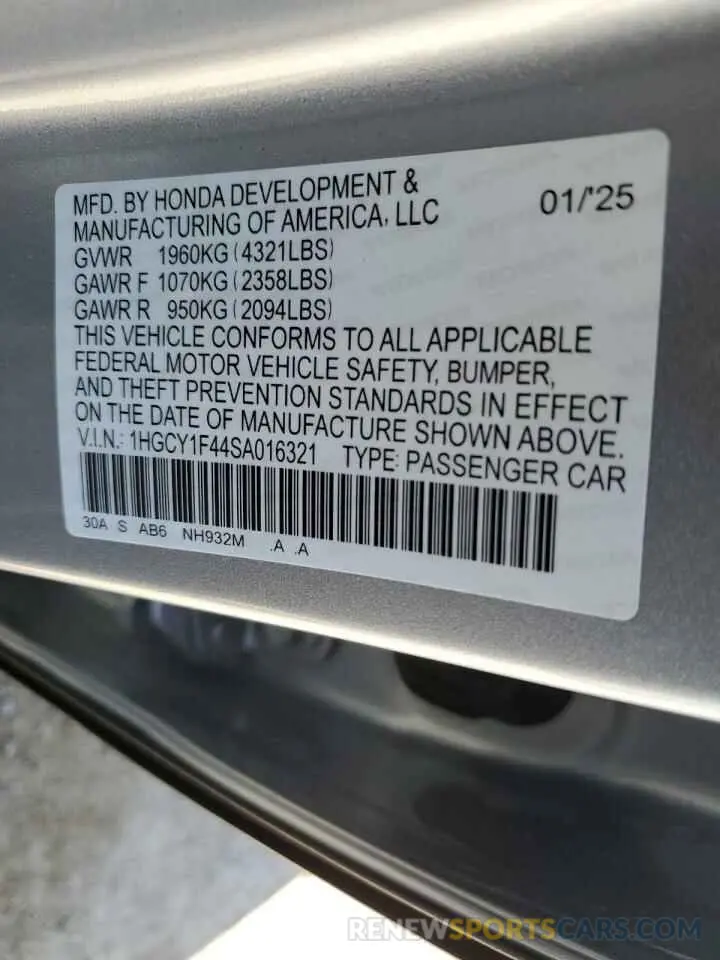 MFD. BY HONDA DEVELOPMENT &
MANUFACTURING OF AMERICA, LLC
01/'25
GVWR 1960KG (4321LBS)
GAWR F 1070KG (2358LBS)
GAWR R 950KG (2094LBS)
THIS VEHICLE CONFORMS TO ALL APPLICABLE
FEDERAL MOTOR VEHICLE SAFETY, BUMPER,
AND THEFT PREVENTION STANDARDS IN EFFECT
ON THE DATE OF MANUFACTURE SHOWN ABOVE.
V.I.N.: 1HGCY1F44SA016321 TYPE: PASSENGER CAR
30A S AB6 NH932M .A .A
RENEWSPORTSCARS.COM